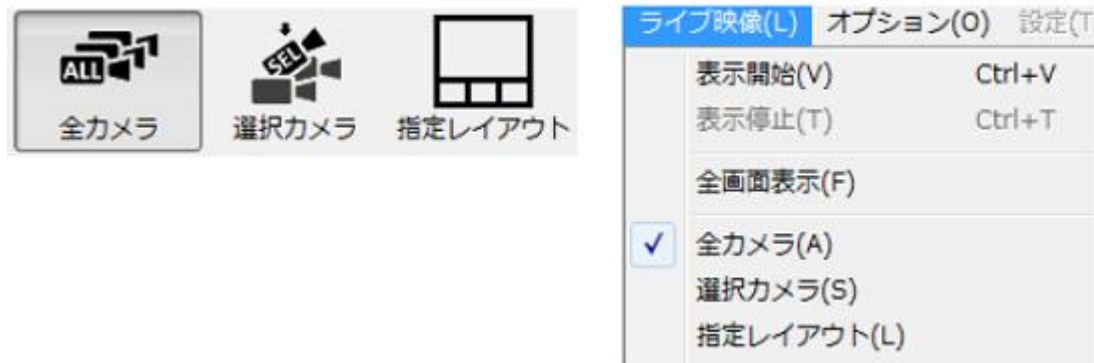 ALL
SEL
全カメラ 選択カメラ 指定レイアウト
ライブ映像(L) オプション(O) 設定(T
表示開始(V) Ctrl+V
表示停止(T) Ctrl+T
全画面表示(F)
全カメラ(A)
選択カメラ(S)
指定レイアウト(L)